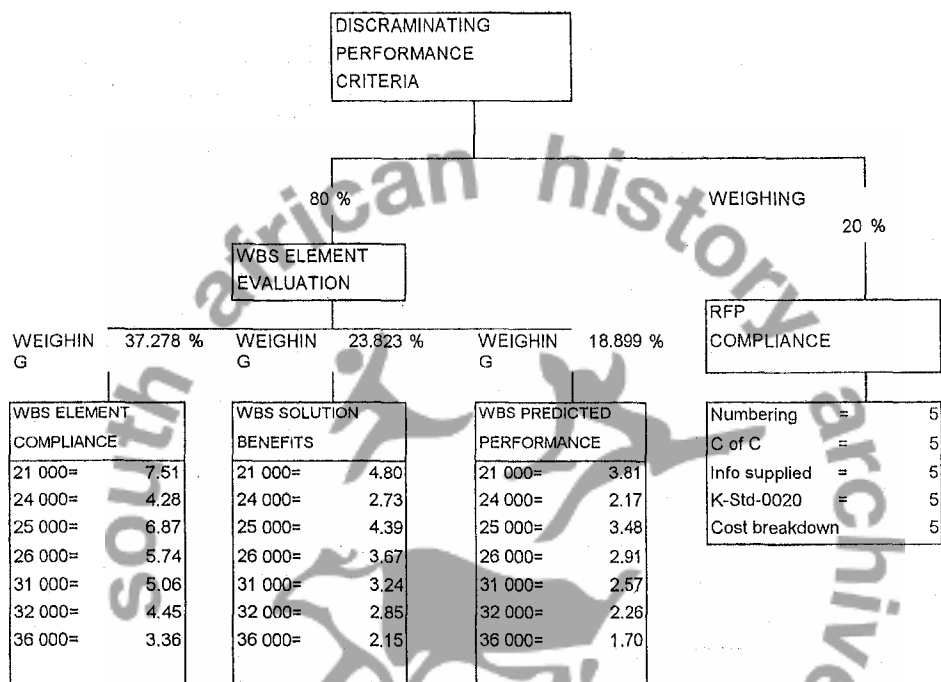 DISCRAMINATING
PERFORMANCE
CRITERIA
80 %
WEIGHING
20 %
WBS ELEMENT
EVALUATION
RFP
COMPLIANCE
WEIGHIN
G
37.278 %
WEIGHIN
G
23.823 %
WEIGHIN
G
18.899 %
WBS ELEMENT
COMPLIANCE
21 000= 7.51
24 000= 4.28
25 000= 6.87
26 000= 5.74
31 000= 5.06
32 000= 4.45
36 000= 3.36
WBS SOLUTION
BENEFITS
21 000= 4.80
24 000= 2.73
25 000= 4.39
26 000= 3.67
31 000= 3.24
32 000= 2.85
36 000= 2.15
WBS PREDICTED
PERFORMANCE
21 000= 3.81
24 000= 2.17
25 000= 3.48
26 000= 2.91
31 000= 2.57
32 000= 2.26
36 000= 1.70
Numbering = 5
C of C = 5
Info supplied = 5
K-Std-0020 = 5
Cost breakdown 5
south african history archive